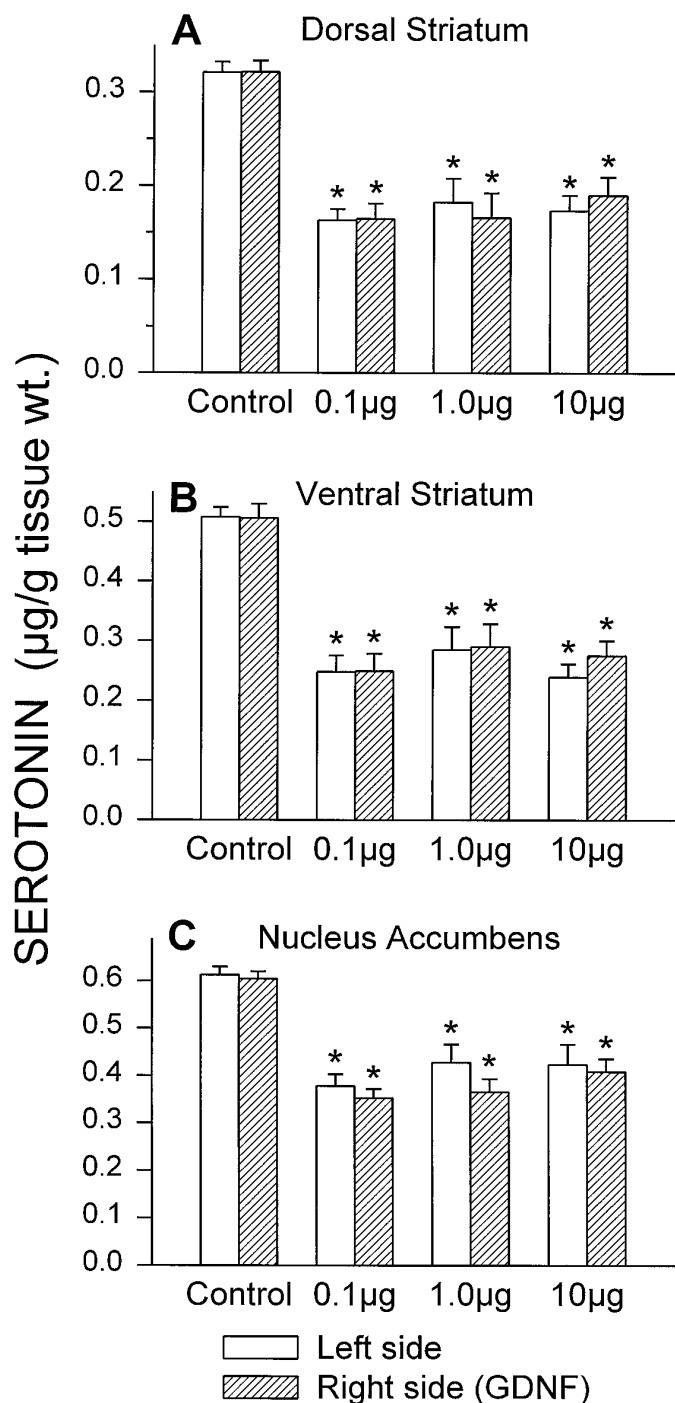 SEROTONIN (µg/g tissue wt.)
A Dorsal Striatum
0.3
0.2
0.1
0.0
* * * * * *
Control 0.1µg 1.0µg 10µg
B Ventral Striatum
0.5
0.4
0.3
0.2
0.1
0.0
* * * * * *
Control 0.1µg 1.0µg 10µg
C Nucleus Accumbens
0.6
0.5
0.4
0.3
0.2
0.1
0.0
* * * * * *
Control 0.1µg 1.0µg 10µg
Left side
Right side (GDNF)